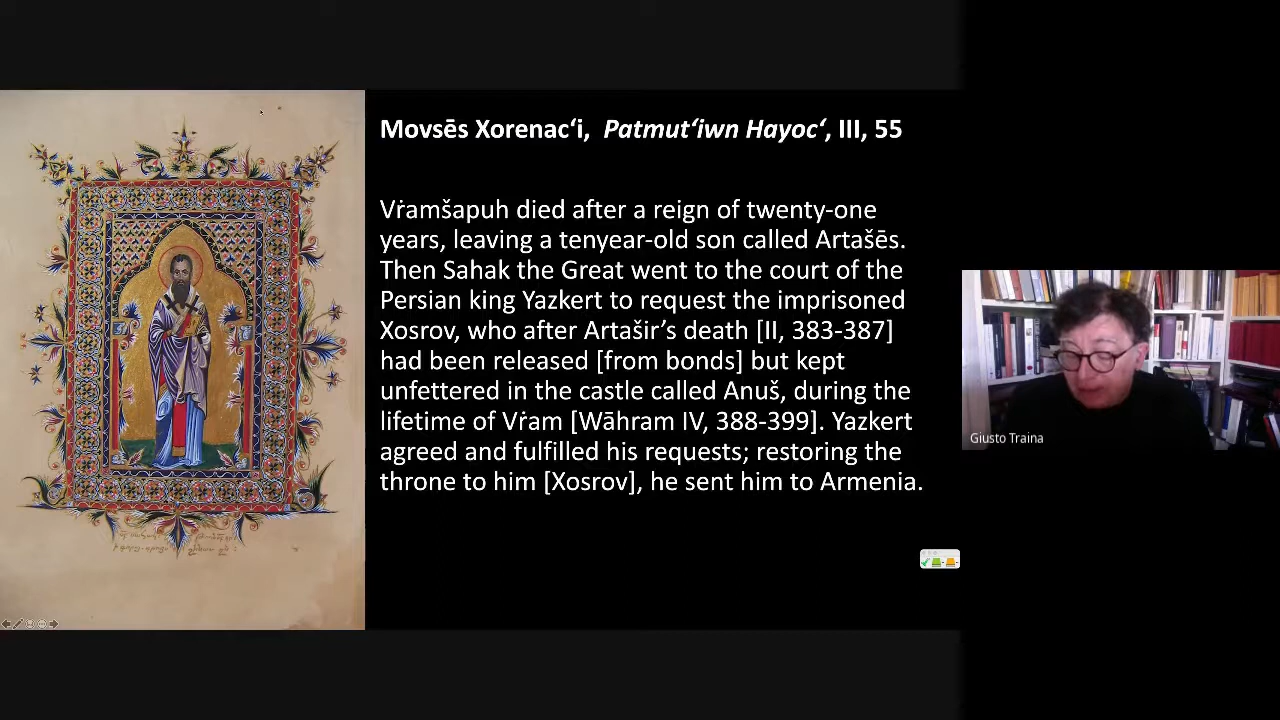 Movsēs Xorenac‘i, Patmut‘iwn Hayoc‘, III, 55
Vṙamšapuh died after a reign of twenty-one
years, leaving a tenyear-old son called Artašēs.
Then Sahak the Great went to the court of the
Persian king Yazkert to request the imprisoned
Xosrov, who after Artašir’s death [II, 383-387]
had been released [from bonds] but kept
unfettered in the castle called Anuš, during the
lifetime of Vṙam [Wāhram IV, 388-399]. Yazkert
agreed and fulfilled his requests; restoring the
throne to him [Xosrov], he sent him to Armenia.
Giusto Traina